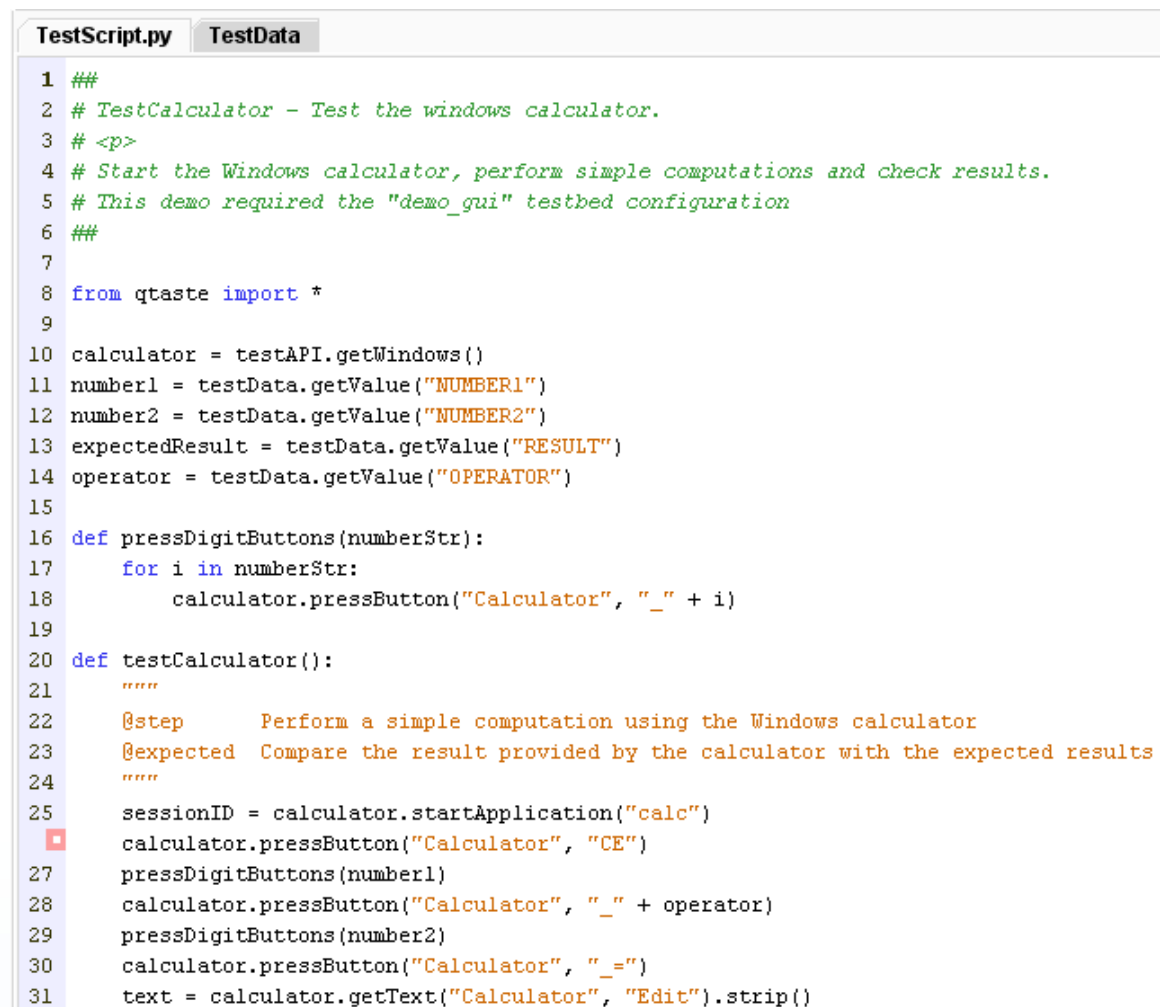 TestScript.py TestData
1 ##
2 # TestCalculator - Test the windows calculator.
3 # <p>
4 # Start the Windows calculator, perform simple computations and check results.
5 # This demo required the "demo_gui" testbed configuration
6 ##
7
8 from qtaste import *
9
10 calculator = testAPI.getWindows()
11 number1 = testData.getValue("NUMBER1")
12 number2 = testData.getValue("NUMBER2")
13 expectedResult = testData.getValue("RESULT")
14 operator = testData.getValue("OPERATOR")
15
16 def pressDigitButtons(numberStr):
17     for i in numberStr:
18         calculator.pressButton("Calculator", "_" + i)
19
20 def testCalculator():
21     """
22     @step      Perform a simple computation using the Windows calculator
23     @expected  Compare the result provided by the calculator with the expected results
24     """
25     sessionID = calculator.startApplication("calc")
       calculator.pressButton("Calculator", "CE")
27     pressDigitButtons(number1)
28     calculator.pressButton("Calculator", "_" + operator)
29     pressDigitButtons(number2)
30     calculator.pressButton("Calculator", "_=")
31     text = calculator.getText("Calculator", "Edit").strip()